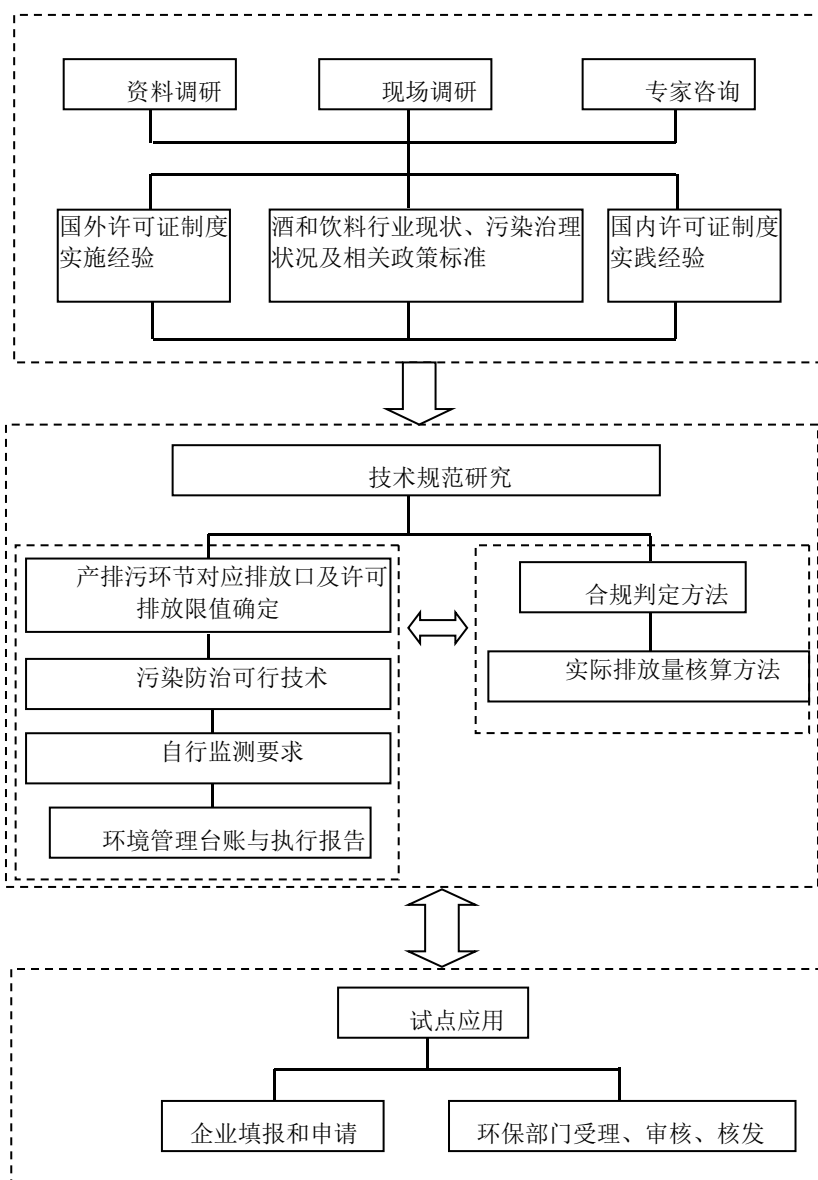 资料调研
现场调研
专家咨询
国外许可证制度
实施经验
酒和饮料行业现状、污染治理
状况及相关政策标准
国内许可证制度
实践经验
技术规范研究
产排污环节对应排放口及许可
排放限值确定
污染防治可行技术
自行监测要求
环境管理台账与执行报告
合规判定方法
实际排放量核算方法
试点应用
企业填报和申请
环保部门受理、审核、核发